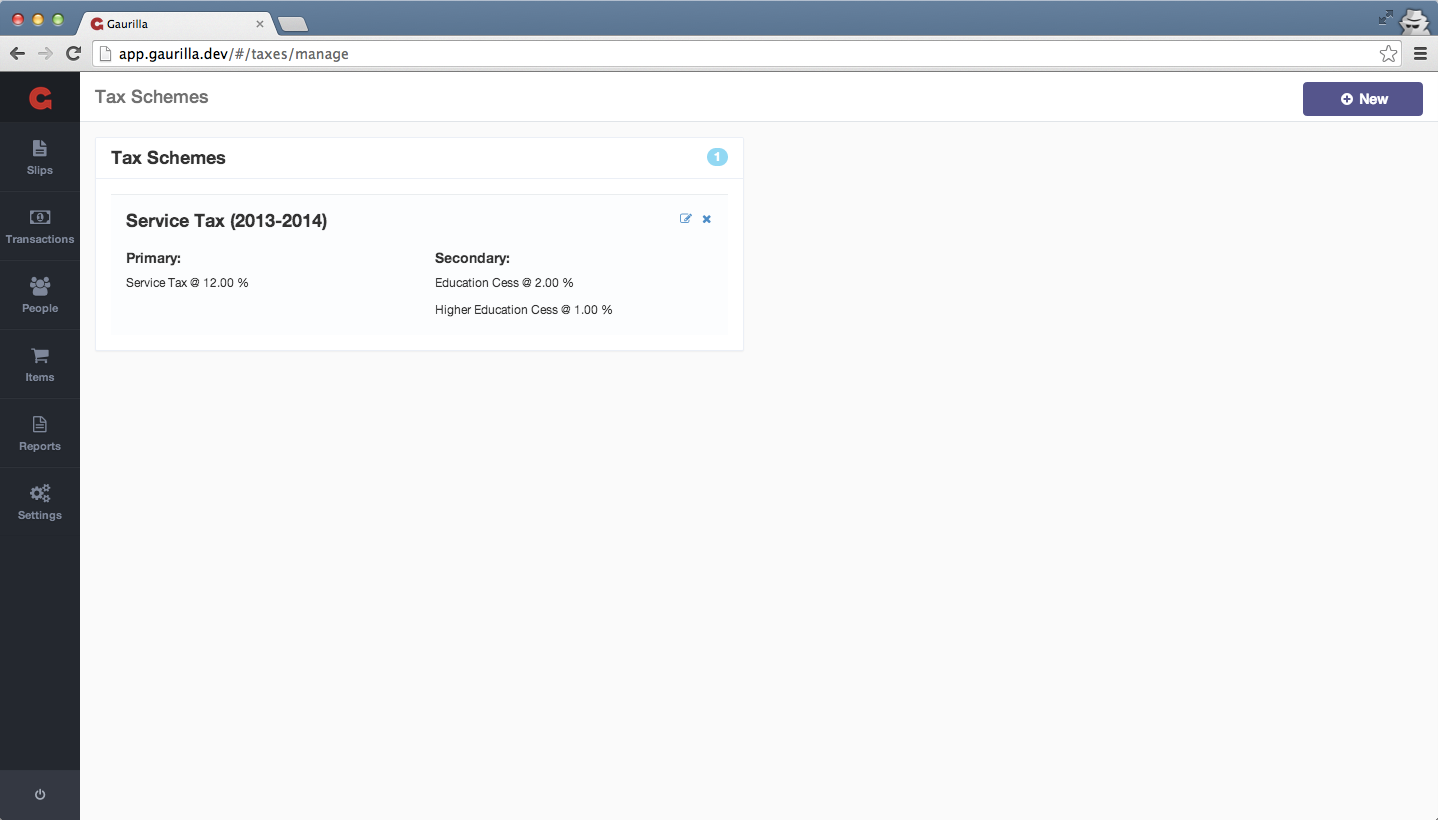 Gaurilla
app.gaurilla.dev/#/taxes/manage
Tax Schemes
New
Slips
Transactions
People
Items
Reports
Settings
Tax Schemes
1
Service Tax (2013-2014)
Primary:
Service Tax @ 12.00 %
Secondary:
Education Cess @ 2.00 %
Higher Education Cess @ 1.00 %